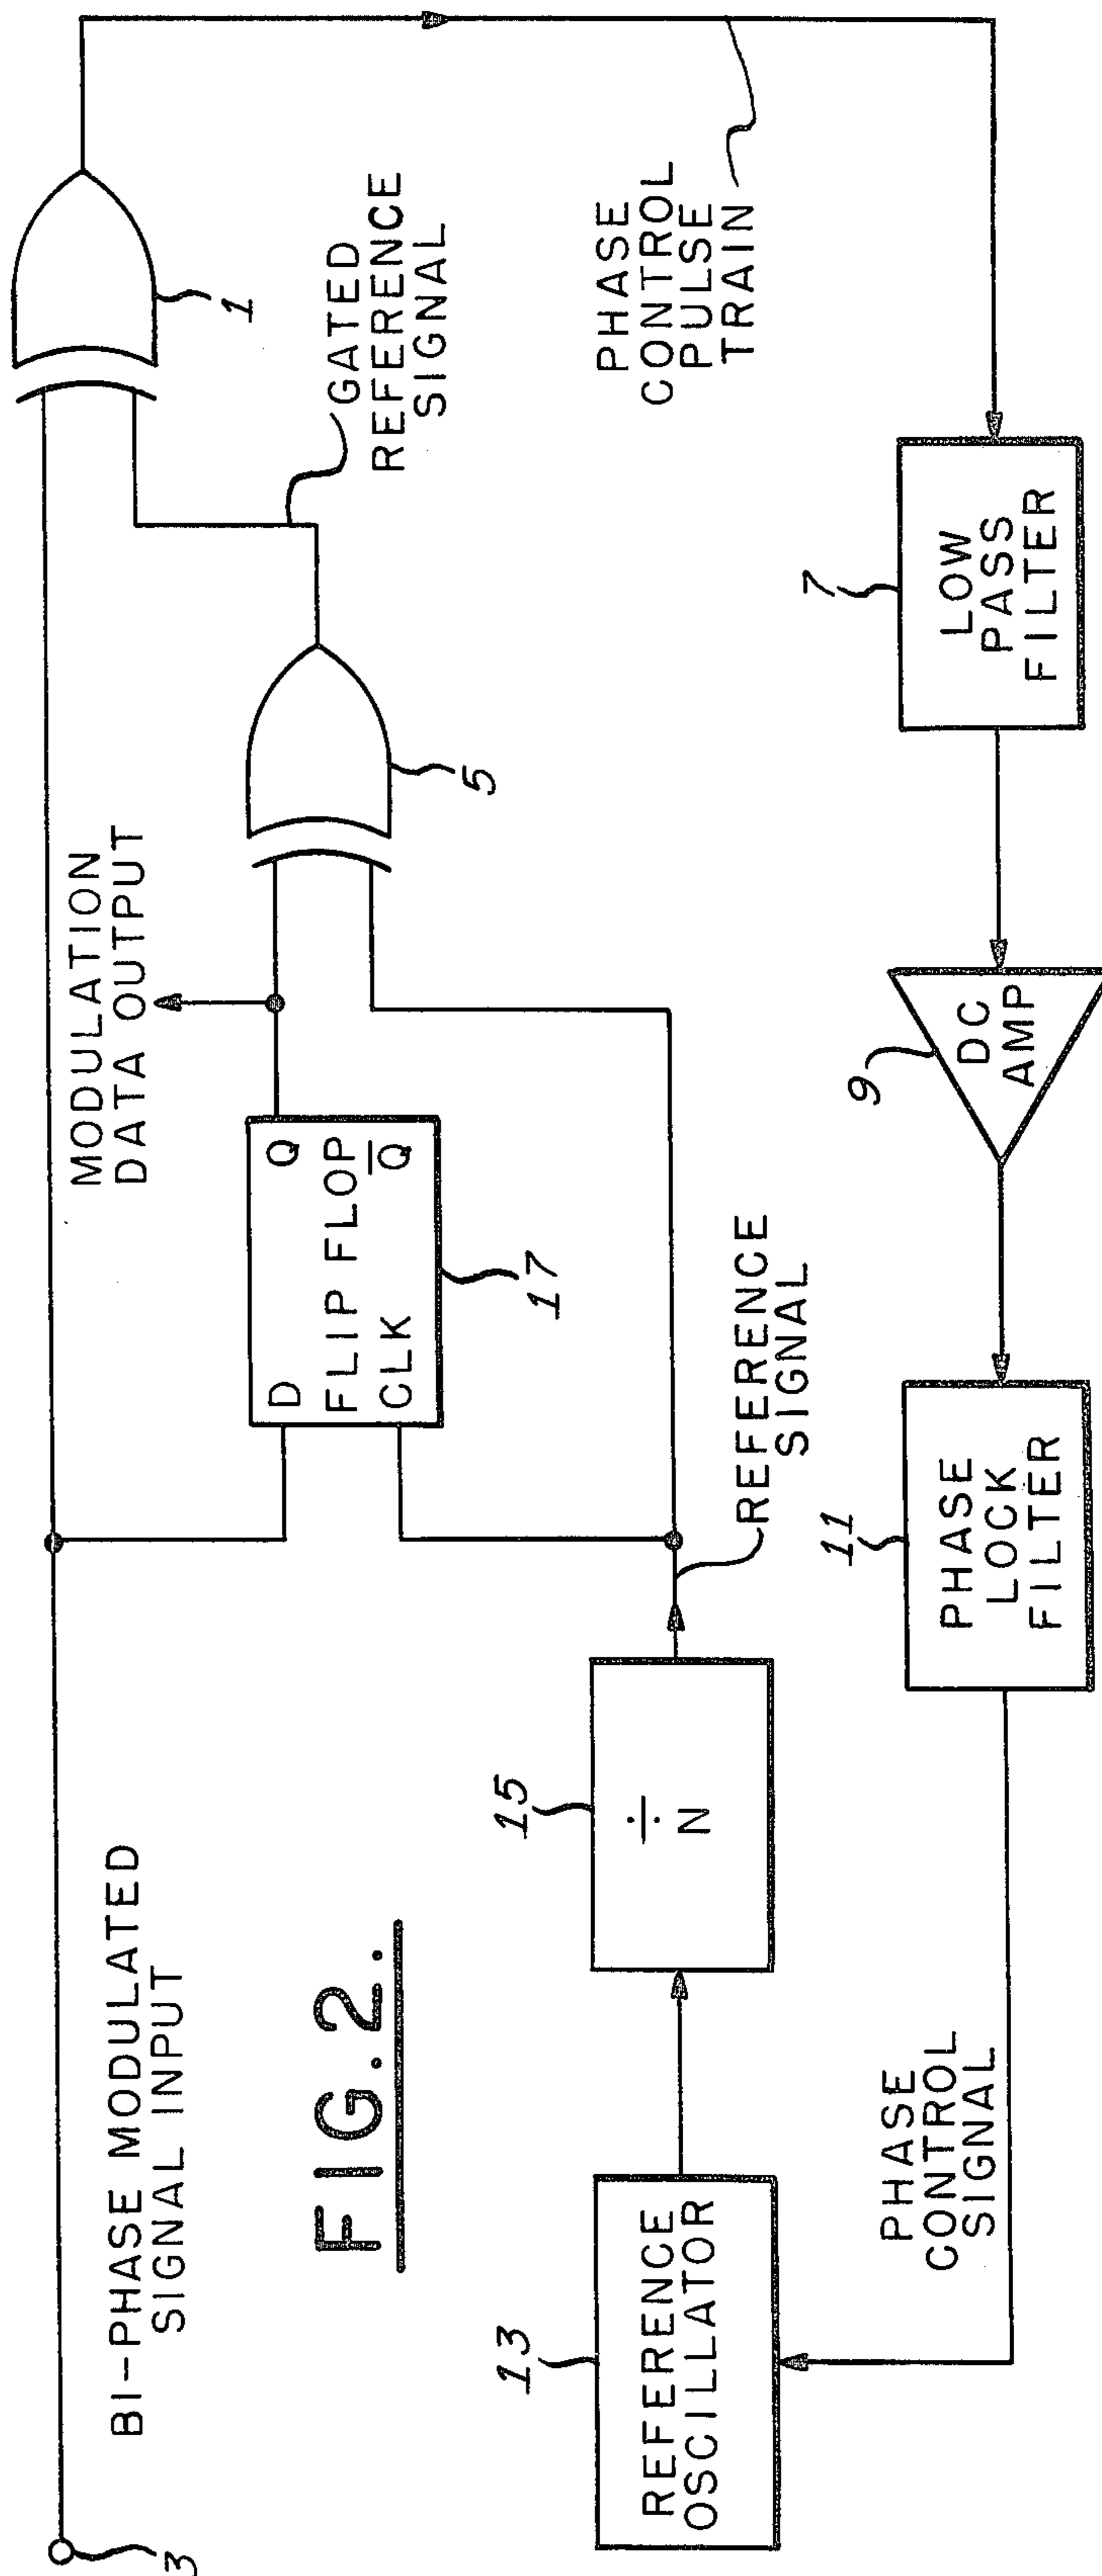 3
BI-PHASE MODULATED
SIGNAL INPUT
MODULATION
DATA OUTPUT
1
GATED
REFERENCE
SIGNAL
D
Q
FLIP FLOP
CLK
Q̅
17
5
FIG.2.
PHASE
CONTROL
PULSE
TRAIN
13
REFERENCE
OSCILLATOR
15
÷
N
REFERENCE
SIGNAL
PHASE
CONTROL
SIGNAL
11
PHASE
LOCK
FILTER
9
DC
AMP
7
LOW
PASS
FILTER